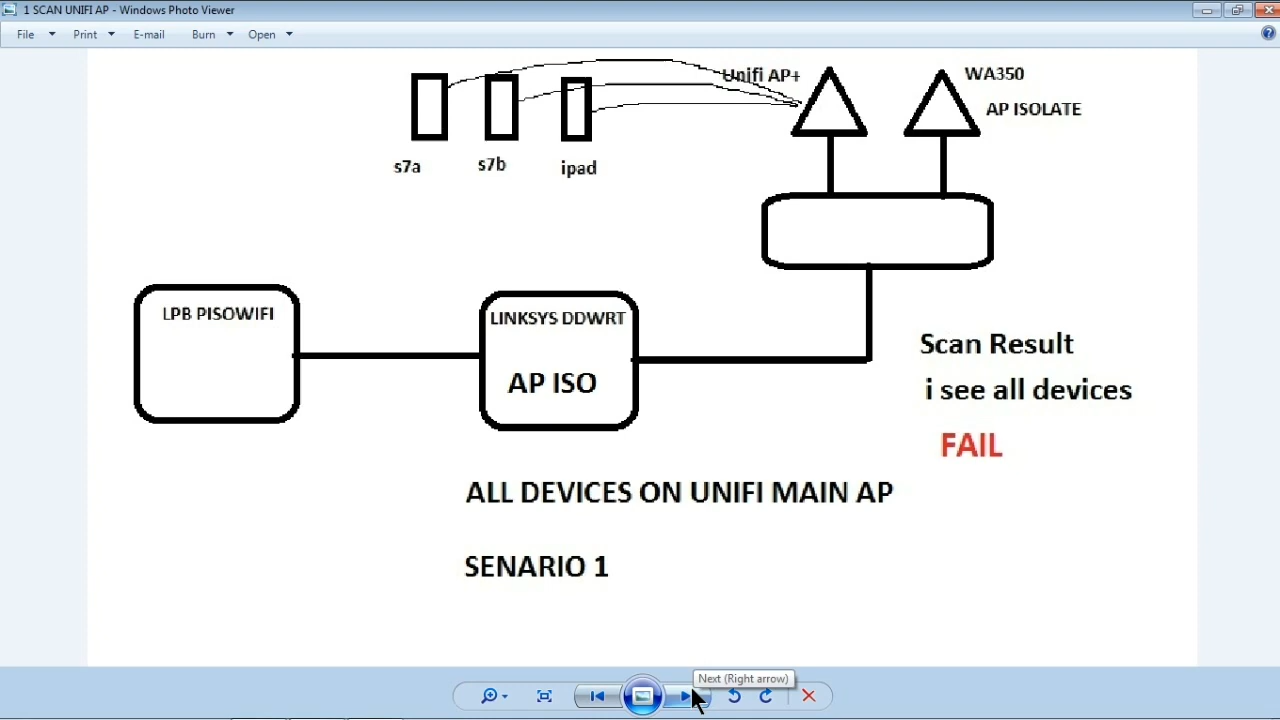 1 SCAN UNIFI AP - Windows Photo Viewer
File Print E-mail Burn Open
Unifi AP+ WA350
AP ISOLATE
s7a s7b ipad
LPB PISOWIFI
LINKSYS DDWRT
AP ISO
Scan Result
i see all devices
FAIL
ALL DEVICES ON UNIFI MAIN AP
SENARIO 1
Next (Right arrow)